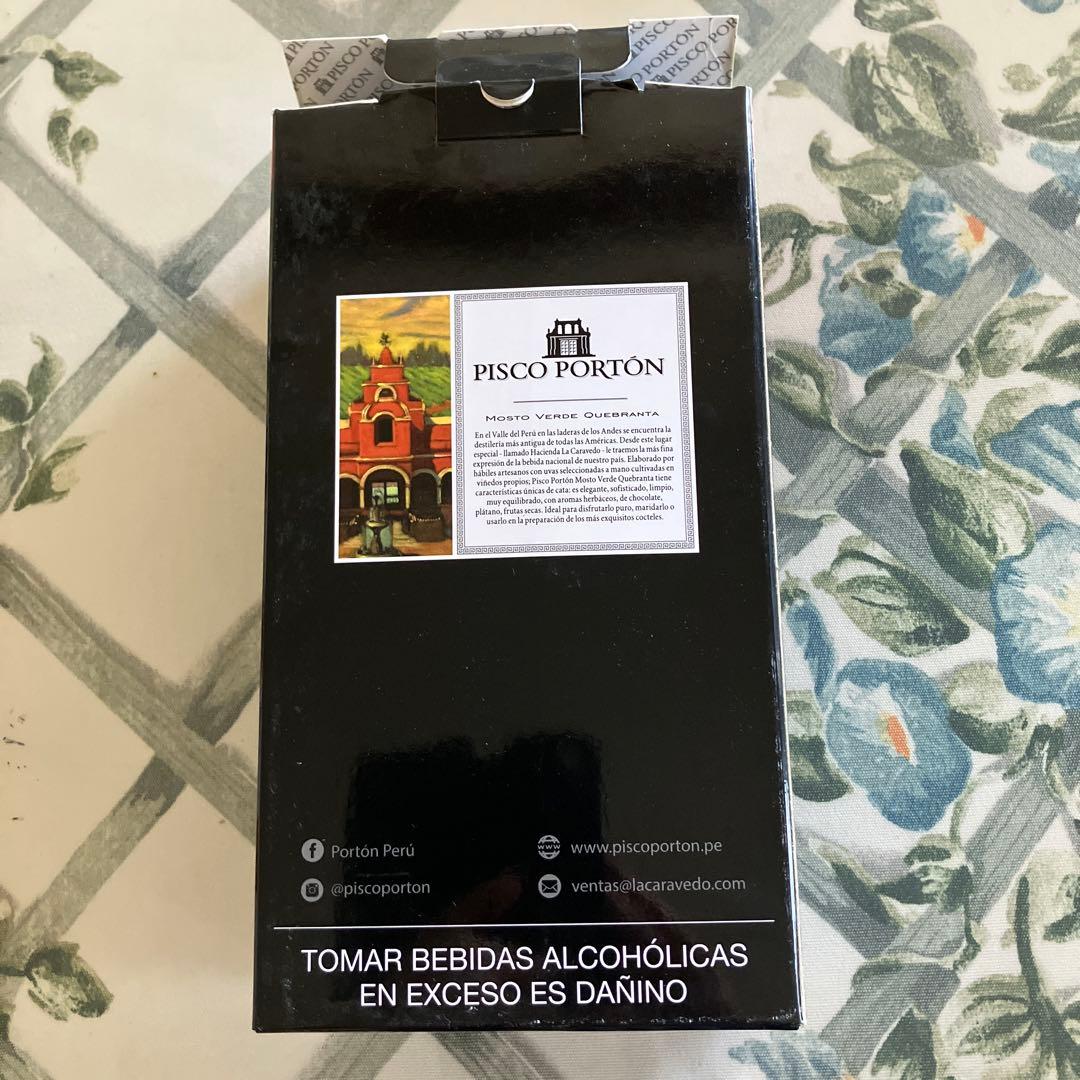 PISCO PORTÓN
PISCO PORTÓN
MOSTO VERDE QUEBRANTA
En el Valle del Perú en las laderas de los Andes se encuentra la
destilería más antigua de todas las Américas. Desde este lugar
especial - llamado Hacienda La Caravedo - le traemos la más fina
expresión de la bebida nacional de nuestro país. Elaborado por
hábiles artesanos con uvas seleccionadas a mano cultivadas en
viñedos propios; Pisco Portón Mosto Verde Quebranta tiene
características únicas de cata: es elegante, sofisticado, limpio,
muy equilibrado, con aromas herbáceos, de chocolate,
plátano, frutas secas. Ideal para disfrutarlo puro, maridarlo o
usarlo en la preparación de los más exquisitos cocteles.
f Portón Perú
www www.piscoporton.pe
@piscoporton
ventas@lacaravedo.com
TOMAR BEBIDAS ALCOHÓLICAS
EN EXCESO ES DAÑINO